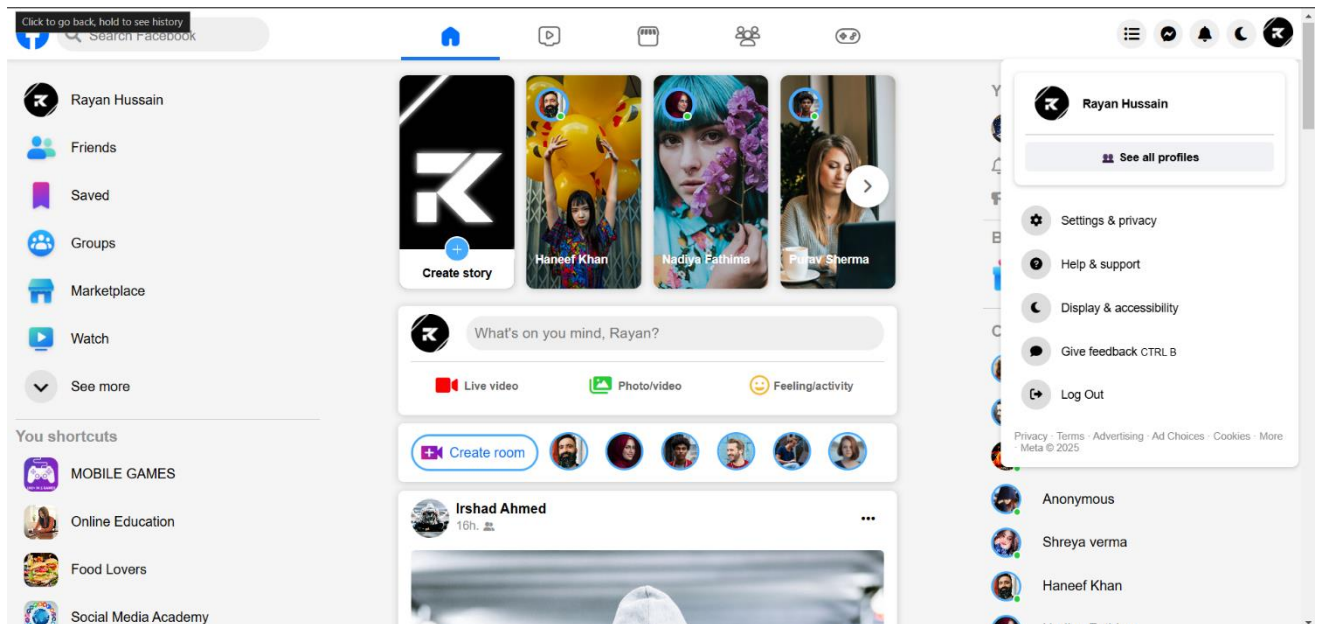 Click to go back, hold to see history
Search Facebook
Rayan Hussain
Friends
Saved
Groups
Marketplace
Watch
See more
You shortcuts
MOBILE GAMES
Online Education
Food Lovers
Social Media Academy
Create story
Haneef Khan
Nadiya Fathima
Purav Sherma
What's on you mind, Rayan?
Live video
Photo/video
Feeling/activity
Create room
Irshad Ahmed
16h.
Y
B
C
Rayan Hussain
See all profiles
Settings & privacy
Help & support
Display & accessibility
Give feedback CTRL B
Log Out
Privacy · Terms · Advertising · Ad Choices · Cookies · More
· Meta © 2025
Anonymous
Shreya verma
Haneef Khan